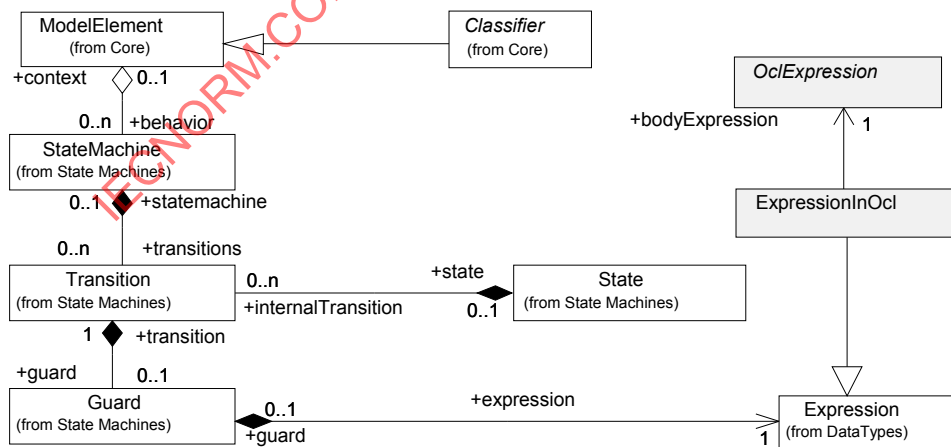 ModelElement
(from Core)
Classifier
(from Core)
+context
0..1
OclExpression
+bodyExpression
1
0..n
+behavior
StateMachine
(from State Machines)
IECNORM.CO
0..1
+statemachine
ExpressionInOcl
0..n
+transitions
Transition
(from State Machines)
0..n
+internalTransition
+state
0..1
State
(from State Machines)
1
+transition
+guard
0..1
Guard
(from State Machines)
0..1
+guard
+expression
1
Expression
(from DataTypes)